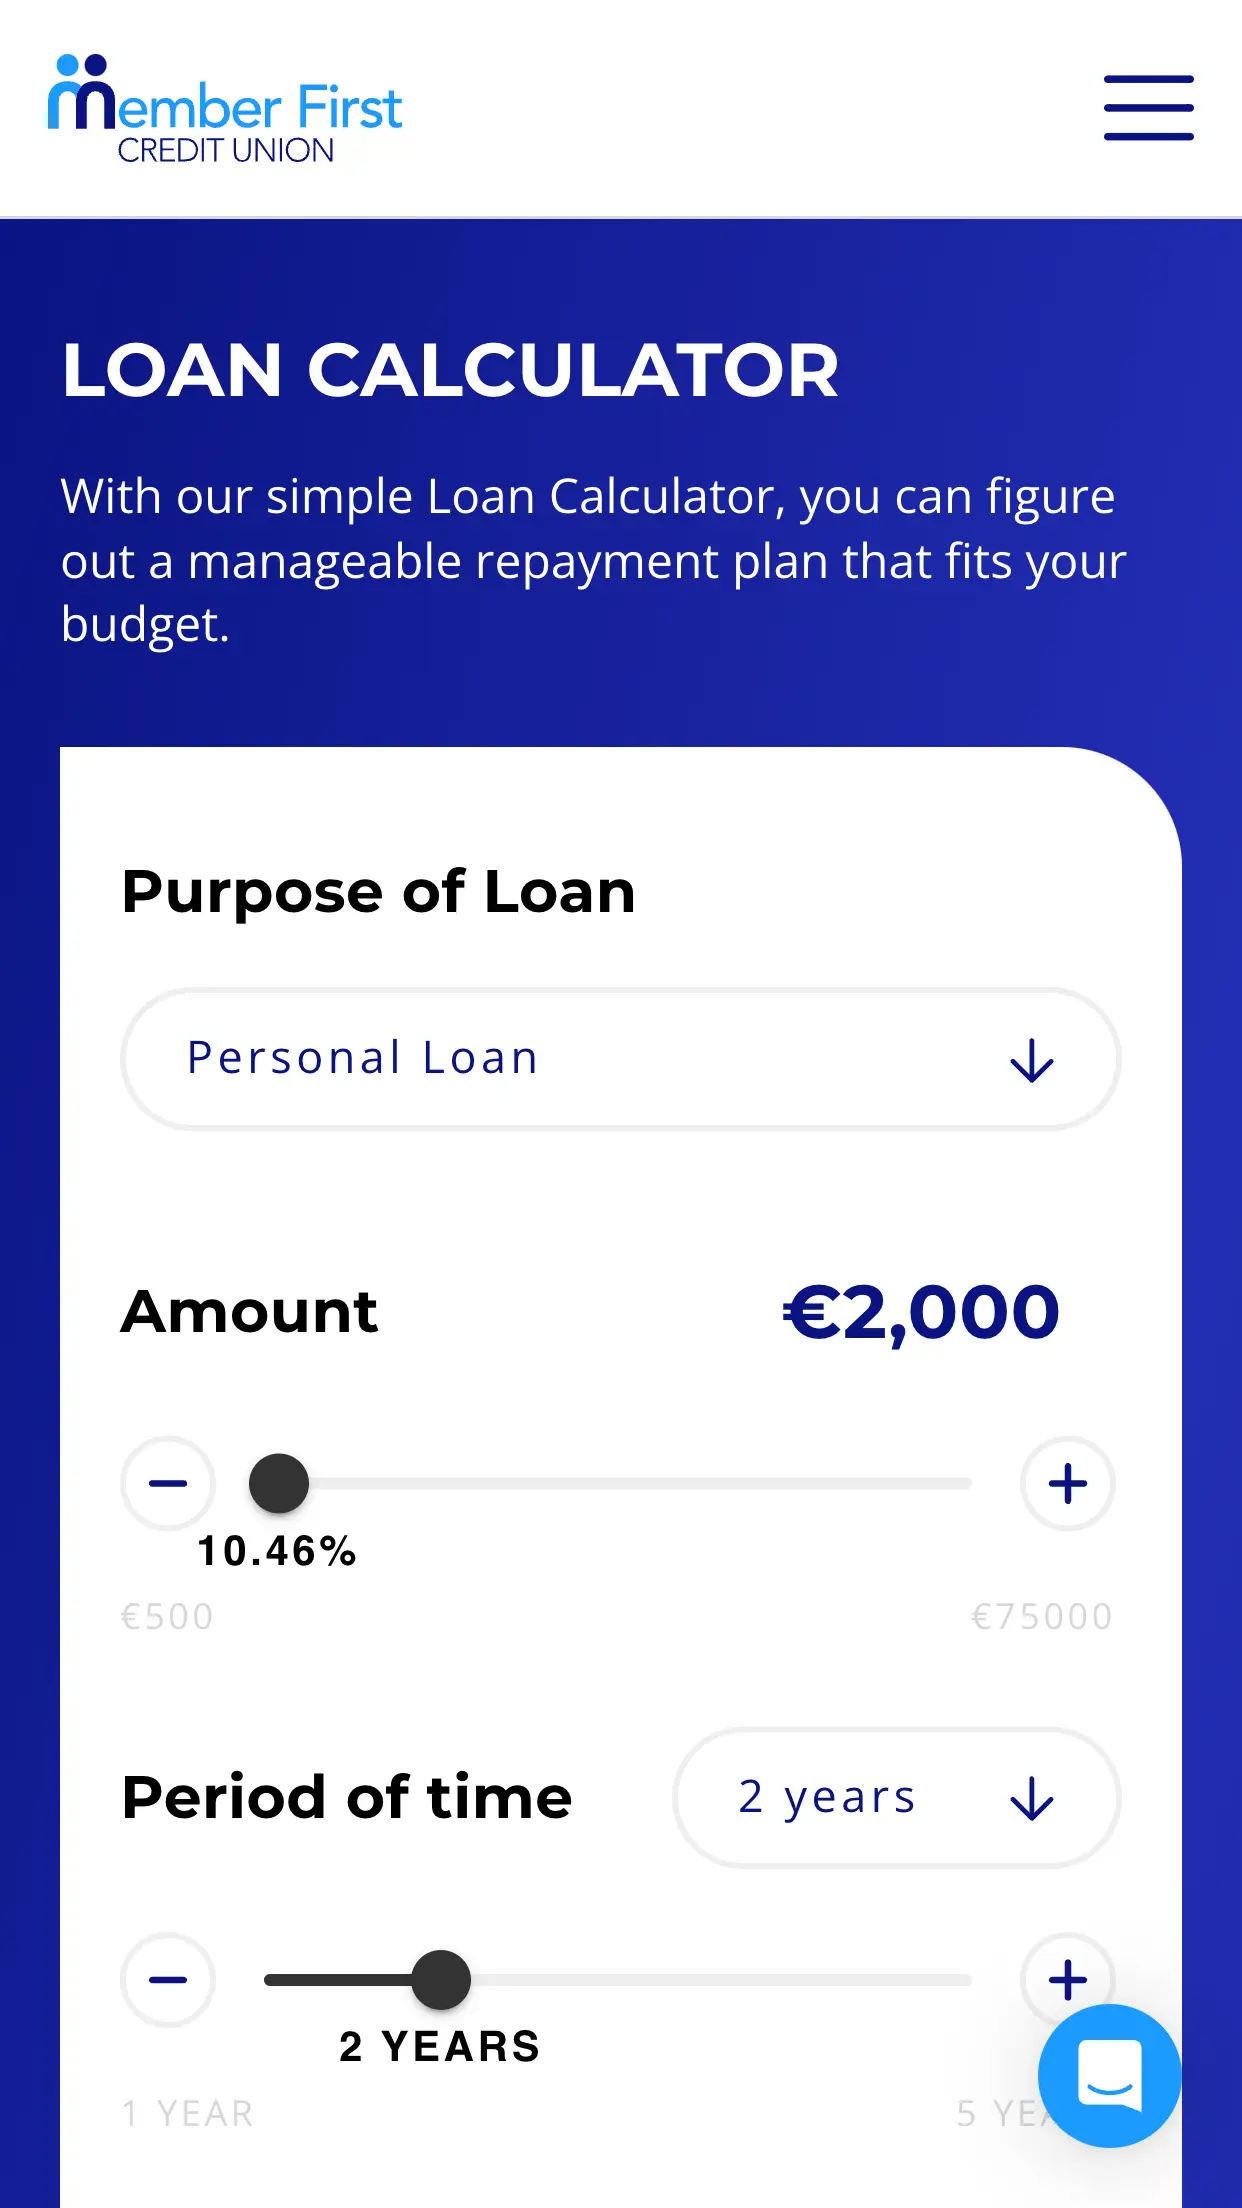 member First
CREDIT UNION
LOAN CALCULATOR
With our simple Loan Calculator, you can figure
out a manageable repayment plan that fits your
budget.
Purpose of Loan
Personal Loan
Amount €2,000
10.46%
€500 €75000
Period of time 2 years
2 YEARS
1 YEAR 5